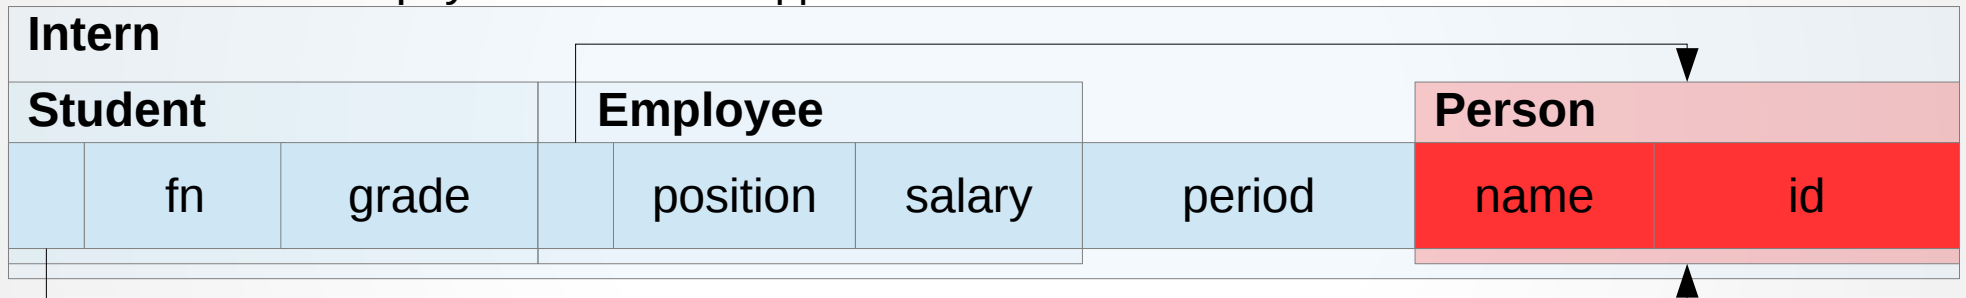 Intern
Student Employee Person
fn grade position salary period name id